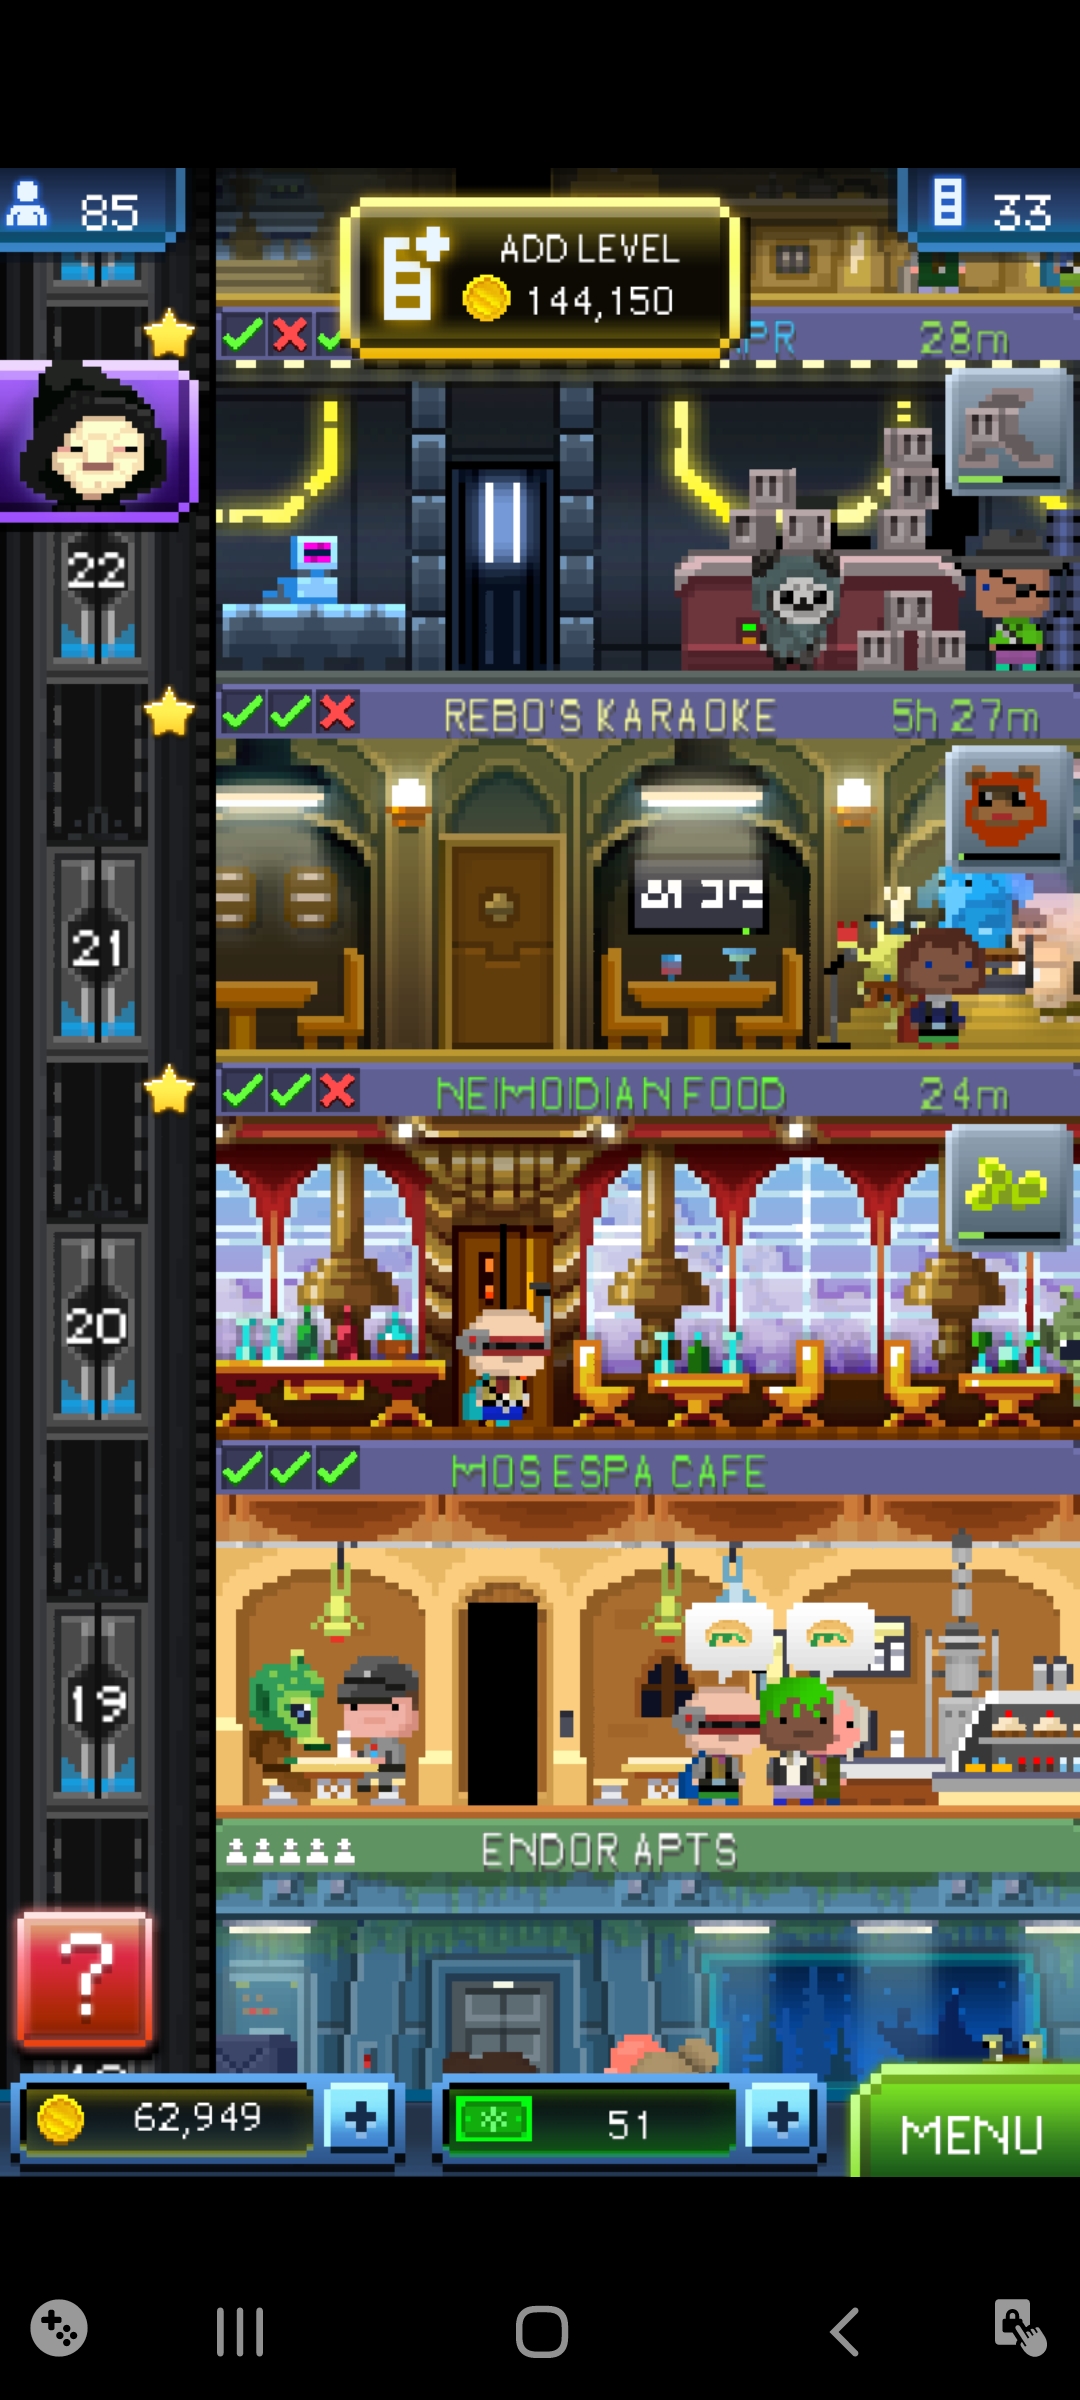 85
ADD LEVEL
144,150
33
PR
28m
22
REBO'S KARAOKE
5h 27m
21
NEIMOIDIAN FOOD
24m
20
MOS ESPA CAFE
19
ENDOR APTS
?
62,949
+
51
+
MENU